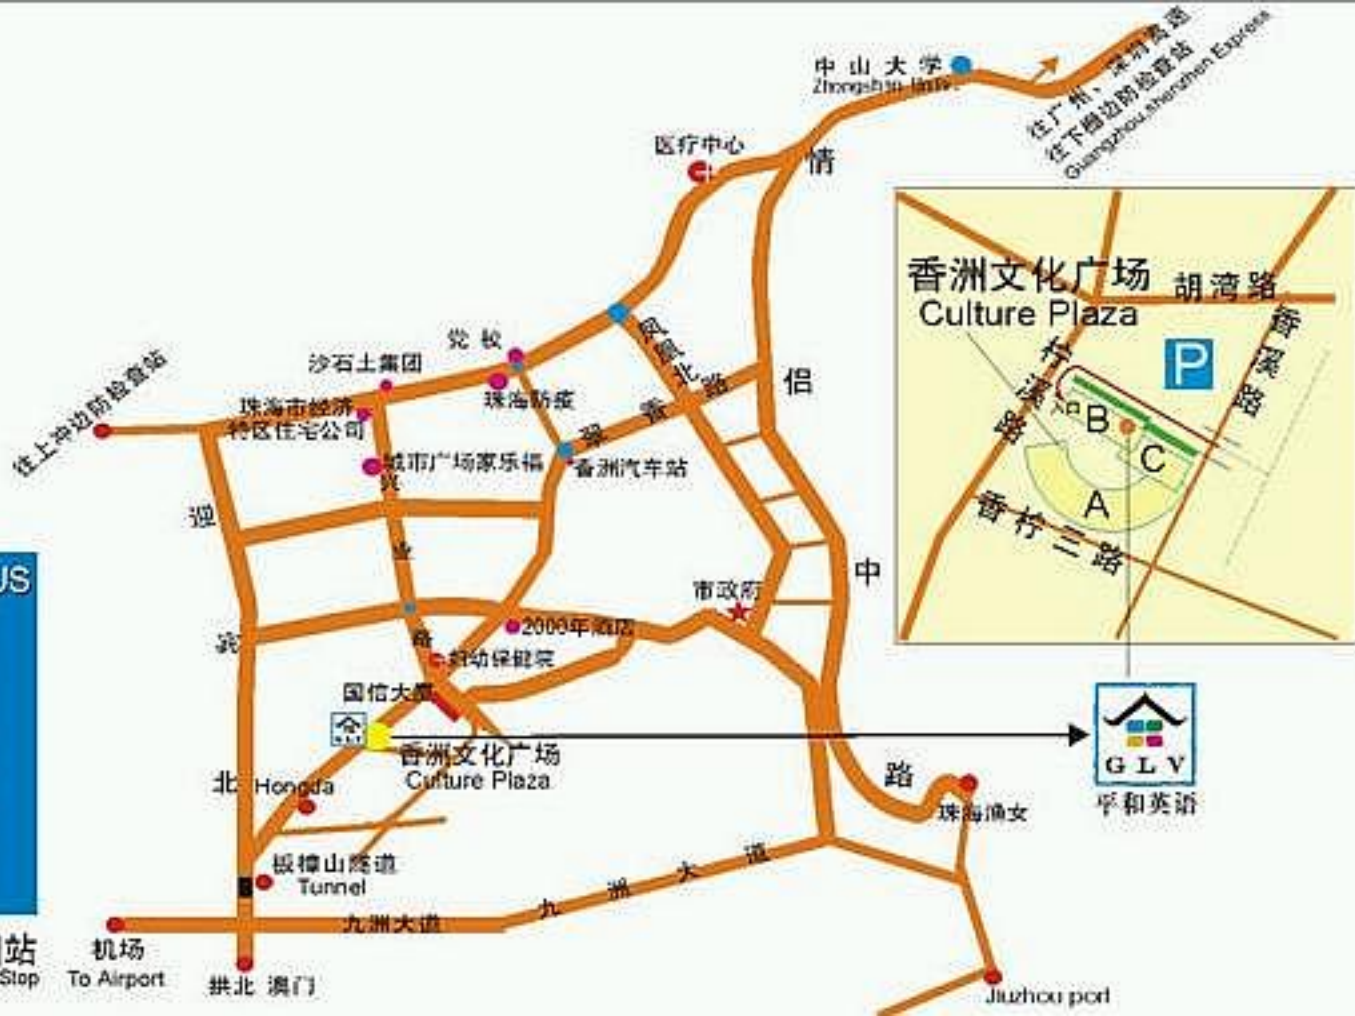 中山大学
Zhongshan Univ.
往广州、深圳高速
往下栅边防检查站
Guangzhou,shenzhen Express
医疗中心
情
党校
沙石土集团
珠海市经济
特区住宅公司
珠海防疫
凤凰北路
翠香路
侣
往上冲边防检查站
城市广场家乐福
香洲汽车站
迎
兴
业
路
宾
中
市政府
2000年酒店
妇幼保健院
国信大厦
GLV
香洲文化广场
Culture Plaza
北
Hongda
路
珠海渔女
板樟山隧道
Tunnel
九洲大道
九洲大道
机场
To Airport
拱北 澳门
Jiuzhou port
US
站
Stop
香洲文化广场
Culture Plaza
胡湾路
香溪路
柠溪路
P
入口
B
C
A
香柠三路
GLV
平和英语